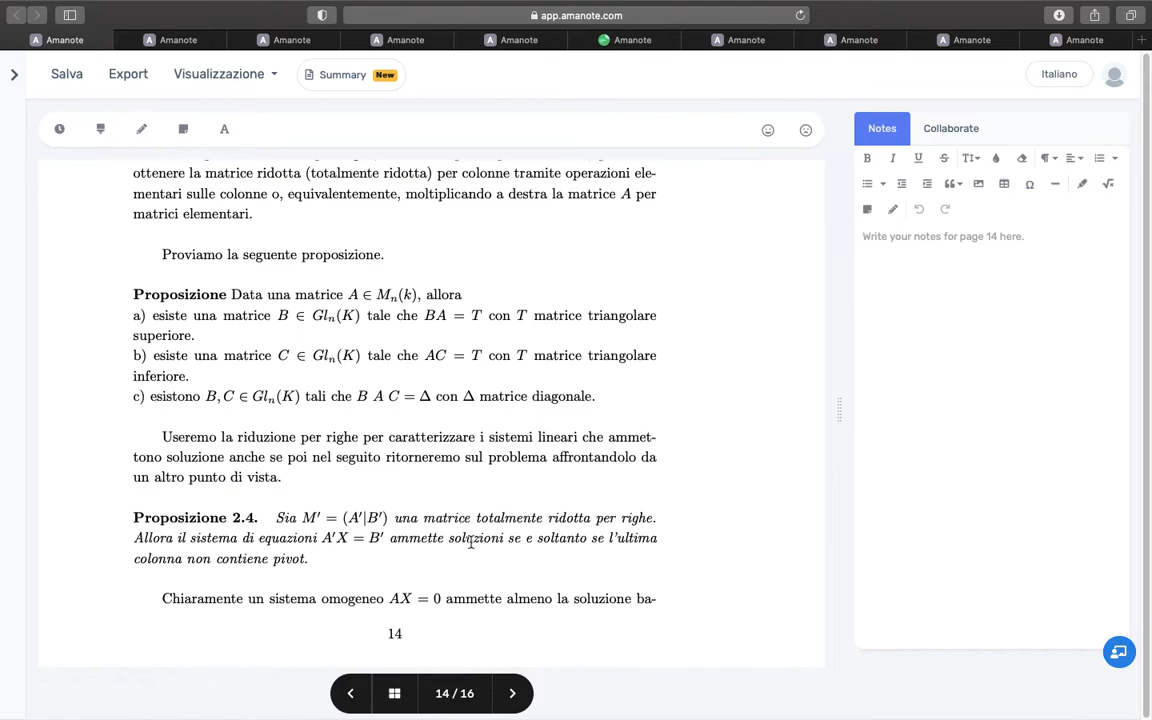 app.amanote.com
Amanote Amanote Amanote Amanote Amanote Amanote Amanote Amanote Amanote Amanote
Salva Export Visualizzazione Summary New Italiano
Notes Collaborate
ottenere la matrice ridotta (totalmente ridotta) per colonne tramite operazioni ele-
mentari sulle colonne o, equivalentemente, moltiplicando a destra la matrice A per
matrici elementari.
Proviamo la seguente proposizione.
Proposizione Data una matrice A ∈ Mₙ(k), allora
a) esiste una matrice B ∈ Glₙ(K) tale che BA = T con T matrice triangolare
superiore.
b) esiste una matrice C ∈ Glₙ(K) tale che AC = T con T matrice triangolare
inferiore.
c) esistono B, C ∈ Glₙ(K) tali che B A C = Δ con Δ matrice diagonale.
Useremo la riduzione per righe per caratterizzare i sistemi lineari che ammet-
tono soluzione anche se poi nel seguito ritorneremo sul problema affrontandolo da
un altro punto di vista.
Proposizione 2.4. Sia M′ = (A′|B′) una matrice totalmente ridotta per righe.
Allora il sistema di equazioni A′X = B′ ammette soluzioni se e soltanto se l'ultima
colonna non contiene pivot.
Chiaramente un sistema omogeneo AX = 0 ammette almeno la soluzione ba-
14
14 / 16
Write your notes for page 14 here.